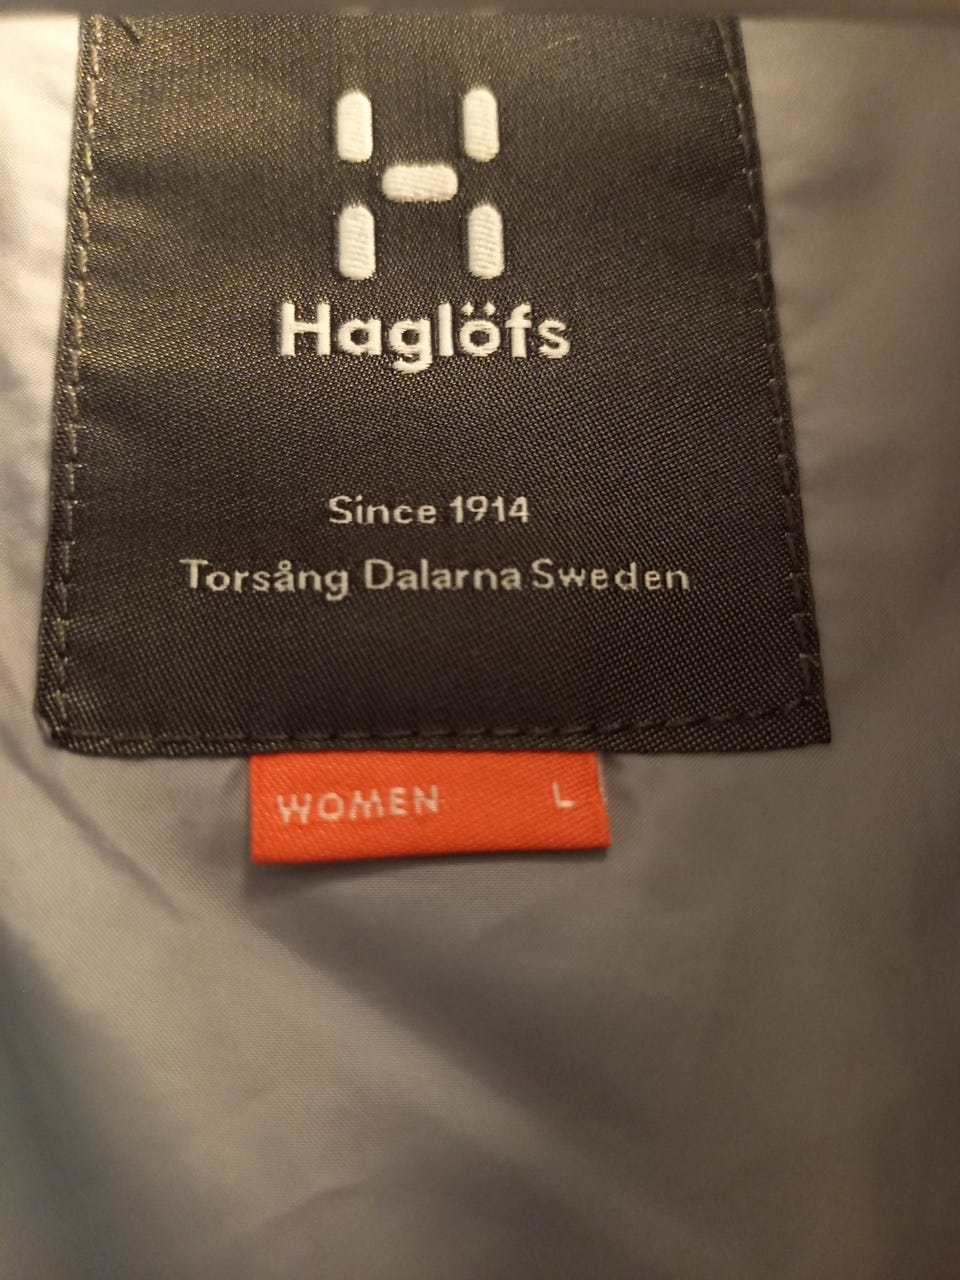 Haglöfs
Since 1914
Torsång Dalarna Sweden
WOMEN L